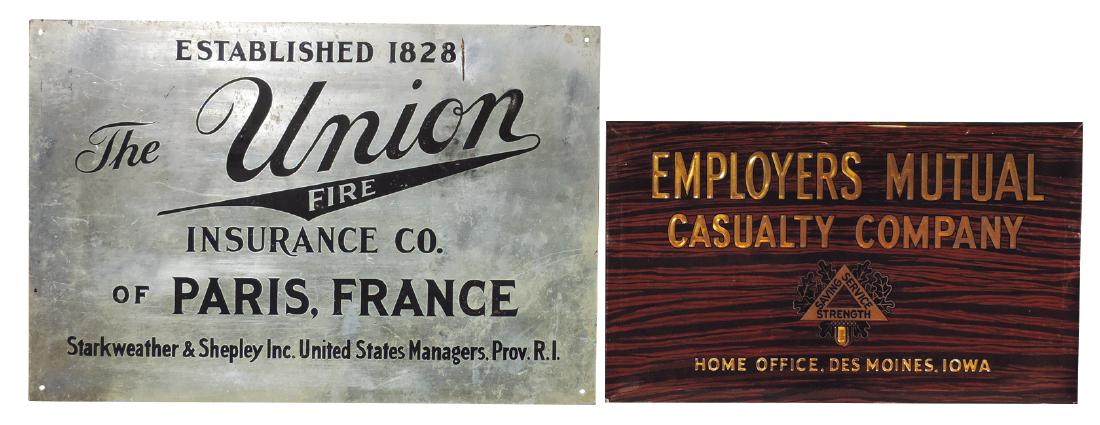 ESTABLISHED 1828
The Union
FIRE
INSURANCE CO.
OF PARIS, FRANCE
Starkweather & Shepley Inc. United States Managers, Prov. R.I.
EMPLOYERS MUTUAL
CASUALTY COMPANY
SAVING SERVICE
STRENGTH
HOME OFFICE, DES MOINES, IOWA